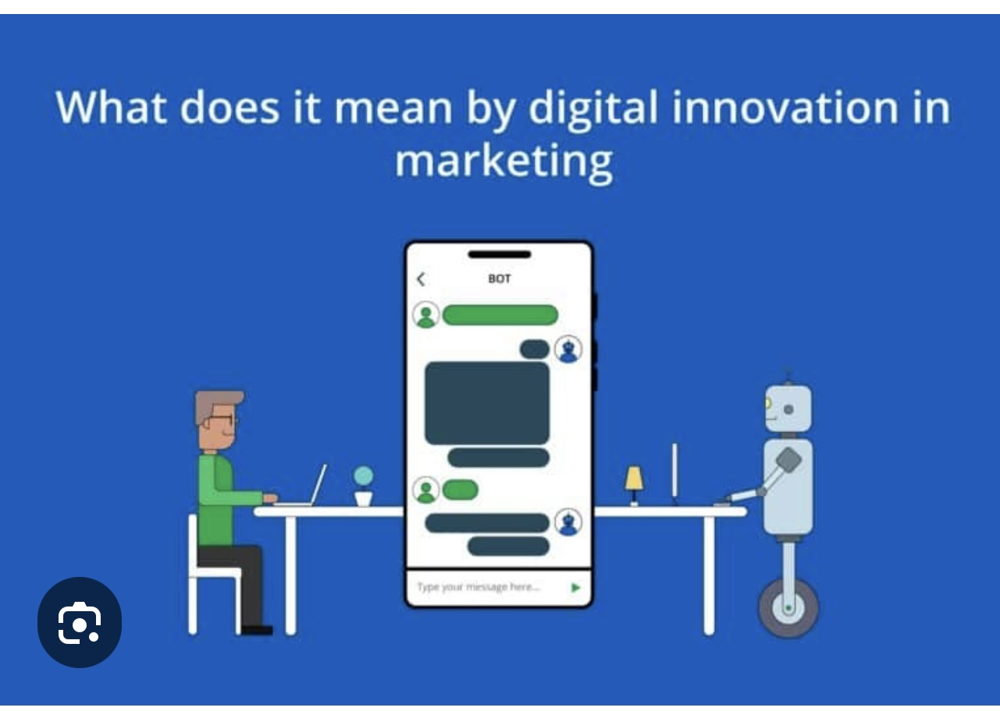 What does it mean by digital innovation in
marketing
BOT
Type your message here...